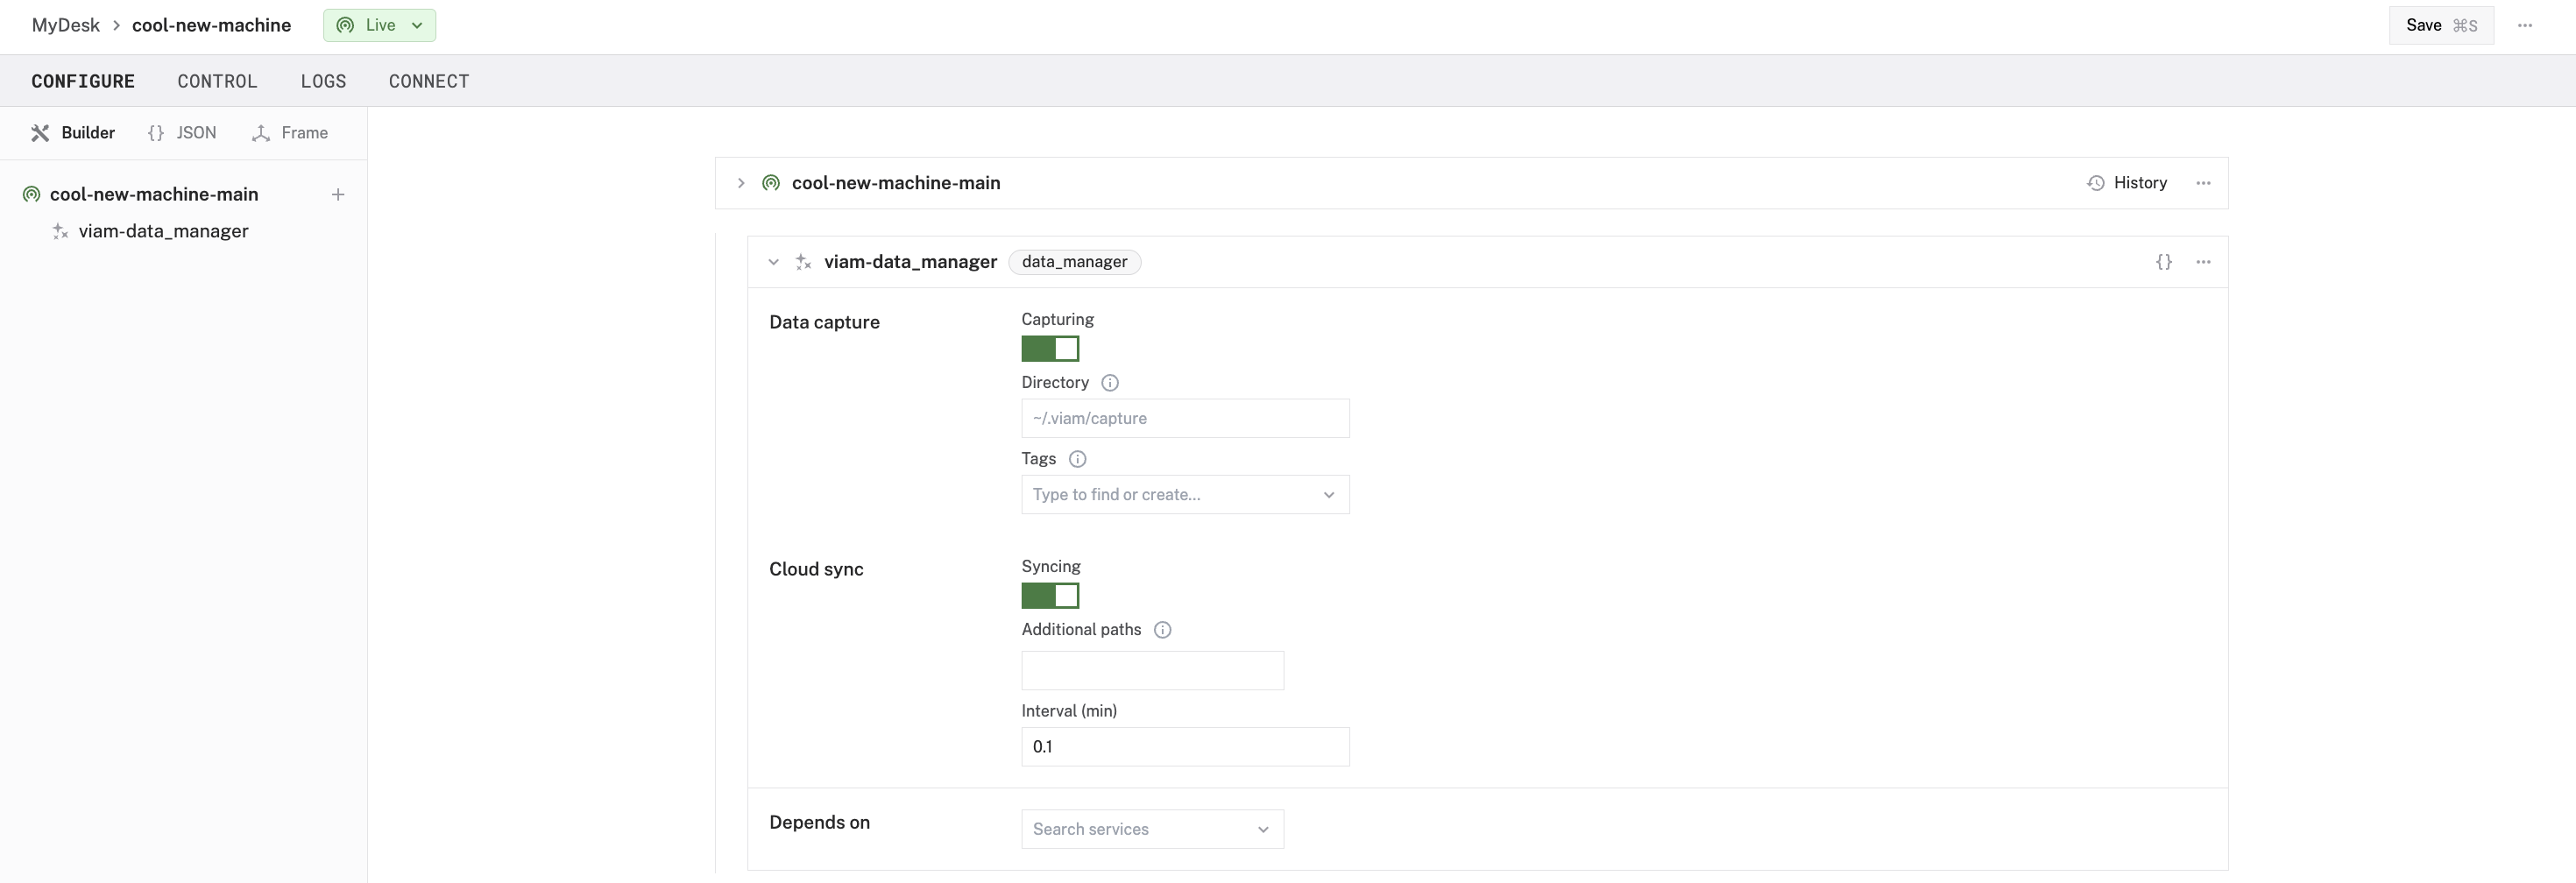 MyDesk > cool-new-machine Live Save ⌘S ...
CONFIGURE CONTROL LOGS CONNECT
Builder {} JSON Frame
cool-new-machine-main +
viam-data_manager
cool-new-machine-main History ...
viam-data_manager data_manager {} ...
Data capture
Capturing
Directory
~/.viam/capture
Tags
Type to find or create...
Cloud sync
Syncing
Additional paths
Interval (min)
0.1
Depends on
Search services